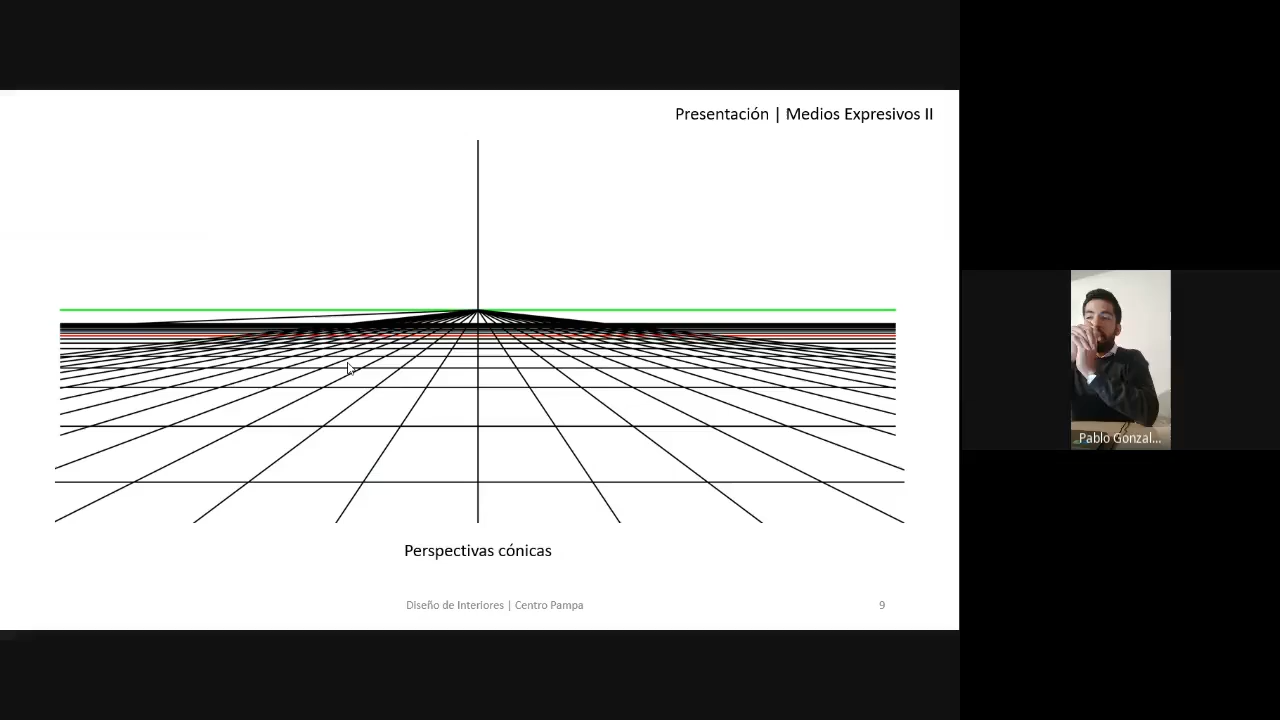 Presentación | Medios Expresivos II
Perspectivas cónicas
Diseño de Interiores | Centro Pampa
9
Pablo Gonzal...